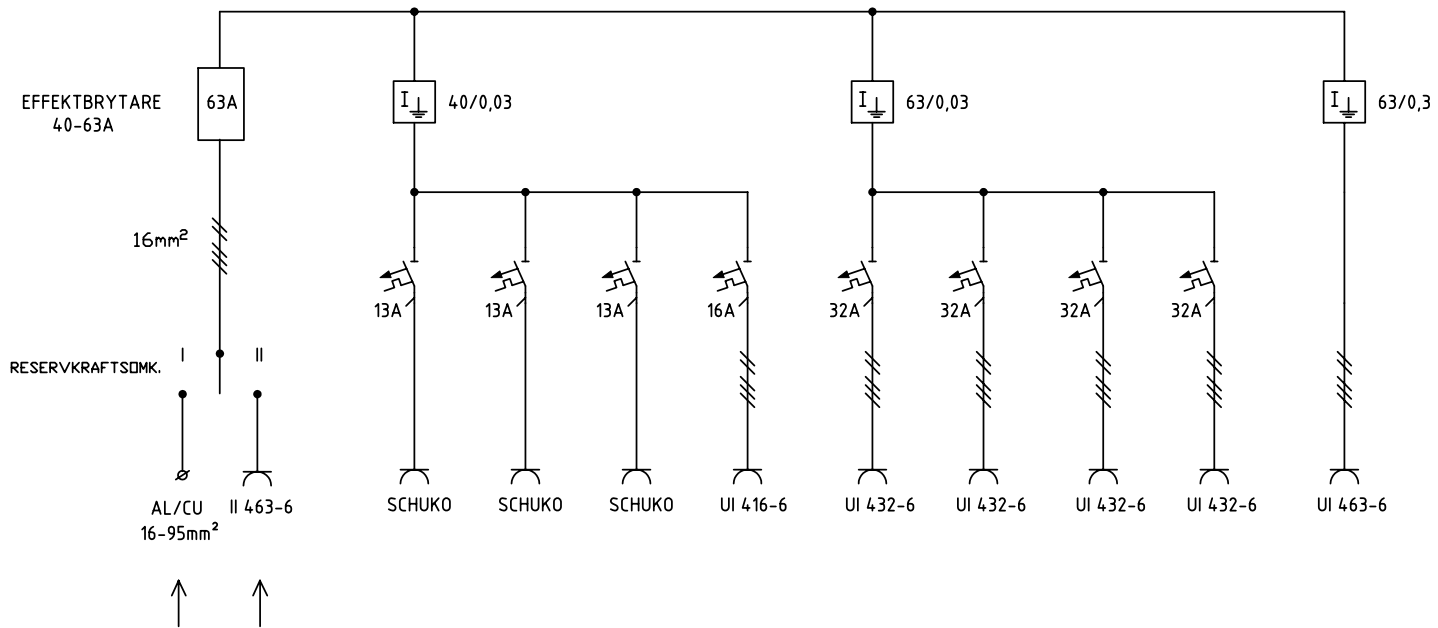 EFFEKTBRYTARE
40-63A
63A
I
40/0,03
I
63/0,03
I
63/0,3
16mm²
13A
13A
13A
16A
32A
32A
32A
32A
RESERVKRAFTSOMK.
I
II
AL/CU
16-95mm²
II 463-6
SCHUKO
SCHUKO
SCHUKO
UI 416-6
UI 432-6
UI 432-6
UI 432-6
UI 432-6
UI 463-6